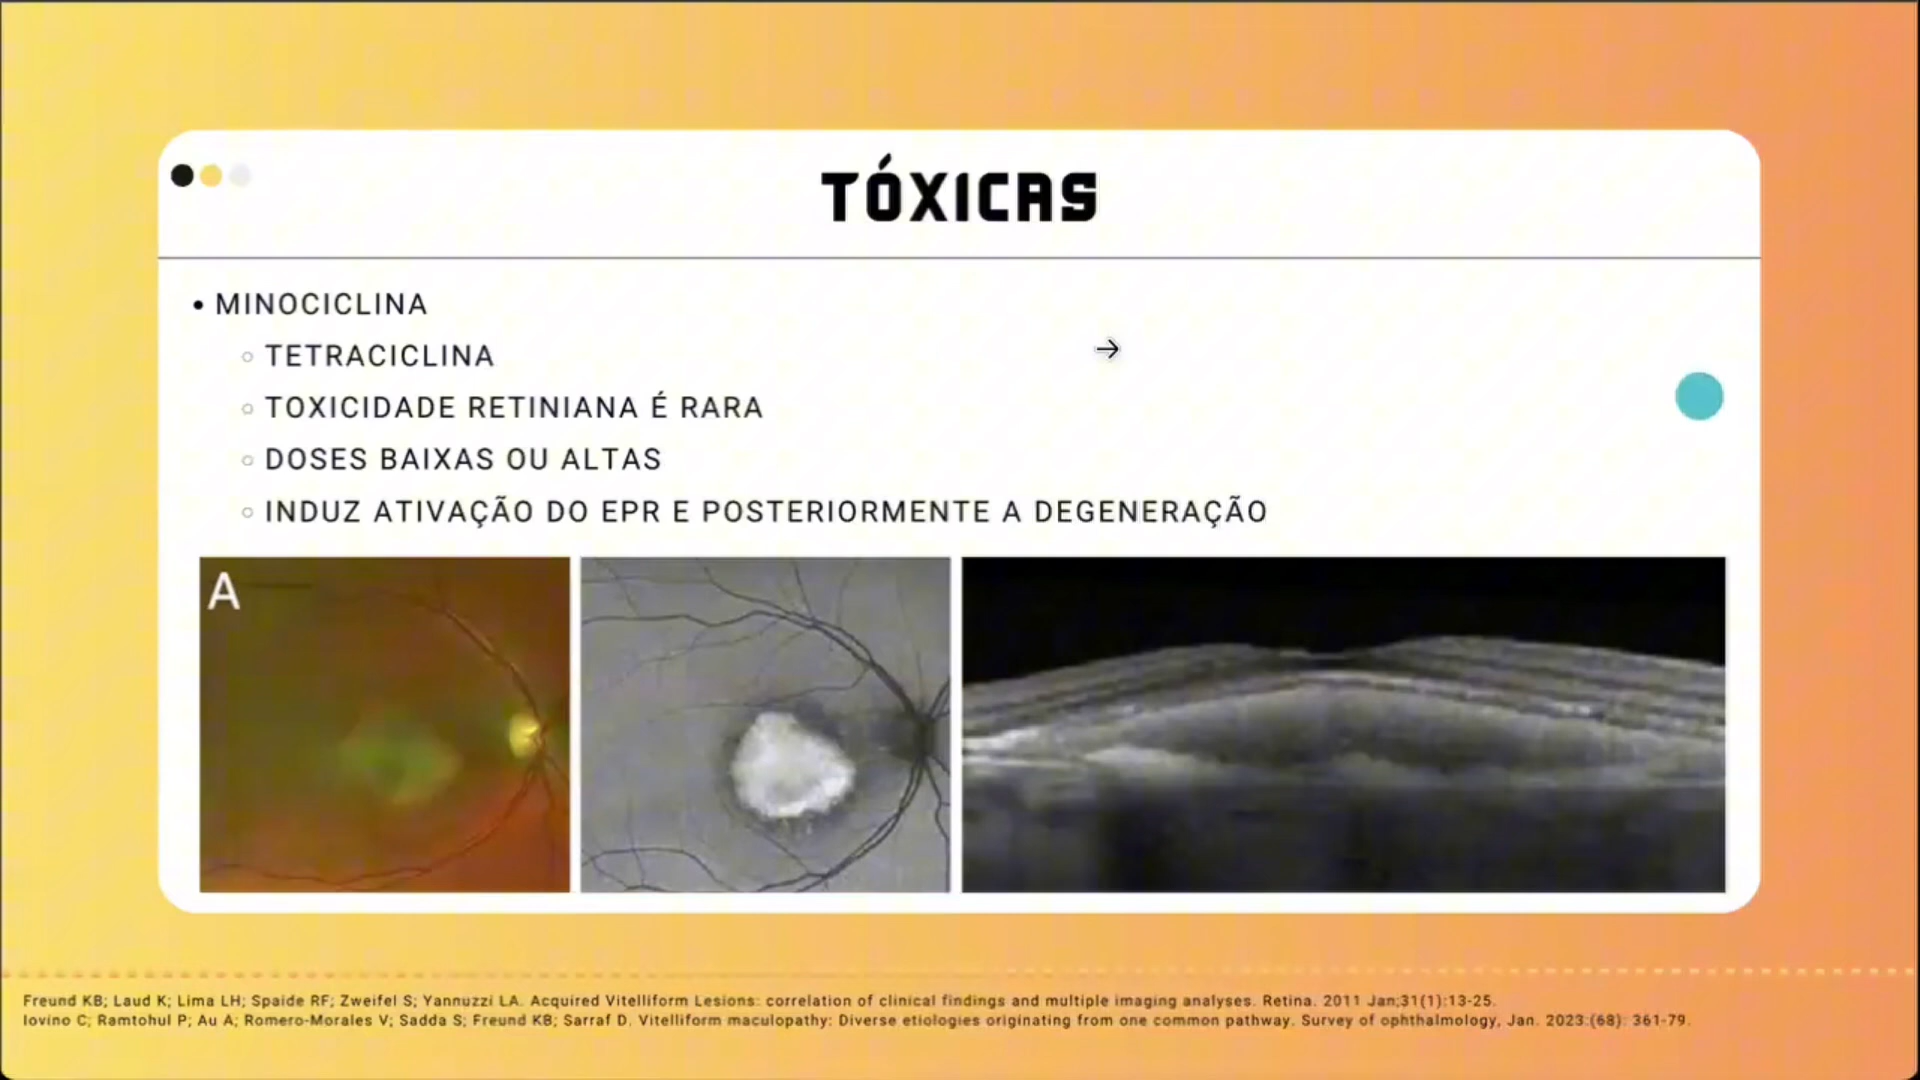 TÓXICAS
• MINOCICLINA
○ TETRACICLINA
○ TOXICIDADE RETINIANA É RARA
○ DOSES BAIXAS OU ALTAS
○ INDUZ ATIVAÇÃO DO EPR E POSTERIORMENTE A DEGENERAÇÃO
A
Freund KB; Laud K; Lima LH; Spaide RF; Zweifel S; Yannuzzi LA. Acquired Vitelliform Lesions: correlation of clinical findings and multiple imaging analyses. Retina. 2011 Jan;31(1):13-25.
Iovino C; Ramtohul P; Au A; Romero-Morales V; Sadda S; Freund KB; Sarraf D. Vitelliform maculopathy: Diverse etiologies originating from one common pathway. Survey of ophthalmology, Jan. 2023:(68): 361-79.